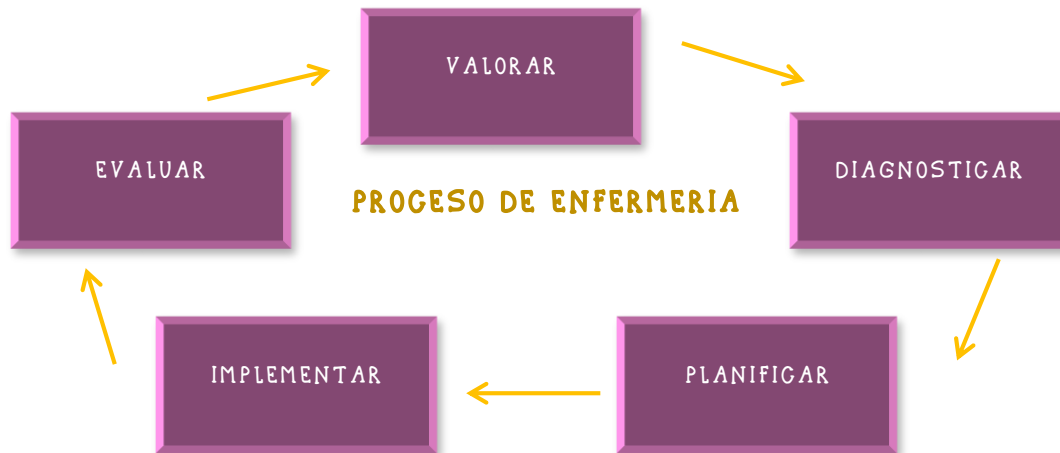 VALORAR
EVALUAR
DIAGNOSTICAR
PROCESO DE ENFERMERIA
IMPLEMENTAR
PLANIFICAR